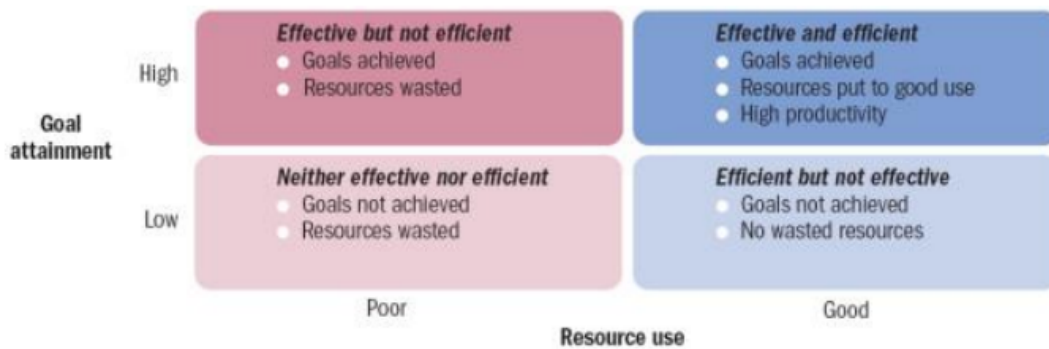 Effective but not efficient
Goals achieved
Resources wasted
Effective and efficient
Goals achieved
Resources put to good use
High productivity
High
Goal
attainment
Neither effective nor efficient
Goals not achieved
Resources wasted
Efficient but not effective
Goals not achieved
No wasted resources
Low
Poor
Good
Resource use